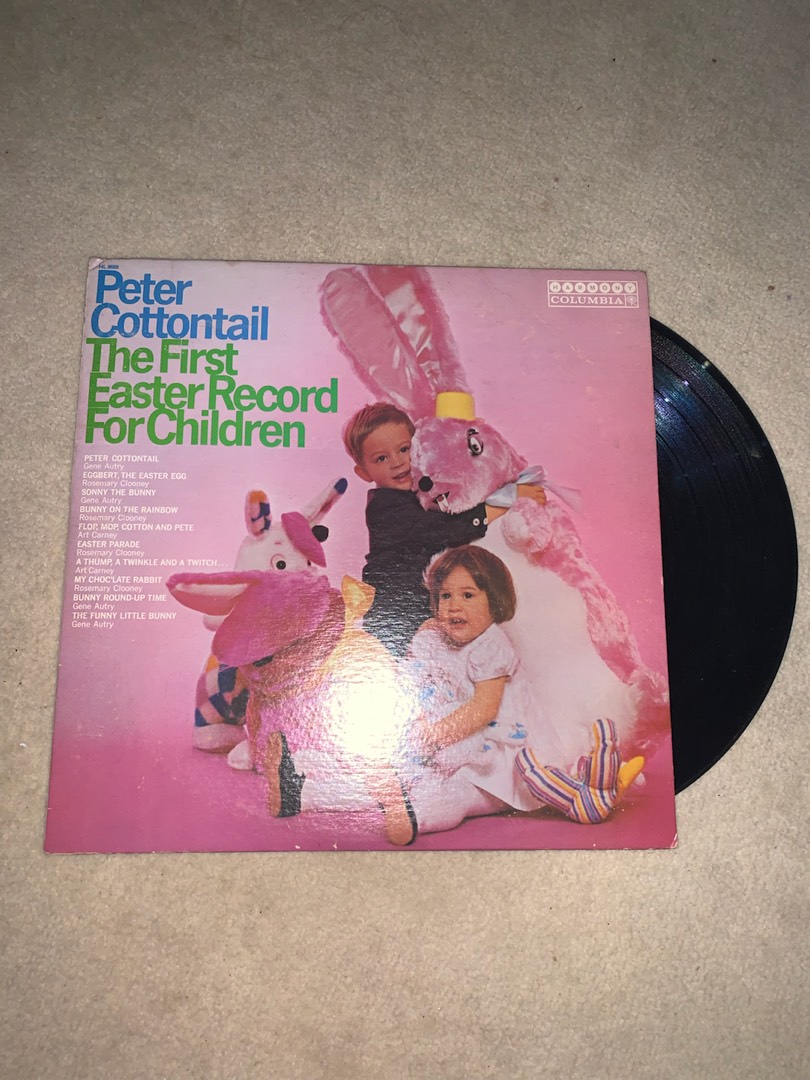 Peter
Cottontail
The First
Easter Record
For Children
HARMONY
COLUMBIA
PETER COTTONTAIL
Gene Autry
EGGBERT, THE EASTER EGG
Rosemary Clooney
SONNY THE BUNNY
Gene Autry
BUNNY ON THE RAINBOW
Rosemary Clooney
FLOP, MOP, COTTON AND PETE
Art Carney
EASTER PARADE
Rosemary Clooney
A THUMP, A TWINKLE AND A TWITCH...
Art Carney
MY CHOC'LATE RABBIT
Rosemary Clooney
BUNNY ROUND-UP TIME
Gene Autry
THE FUNNY LITTLE BUNNY
Gene Autry